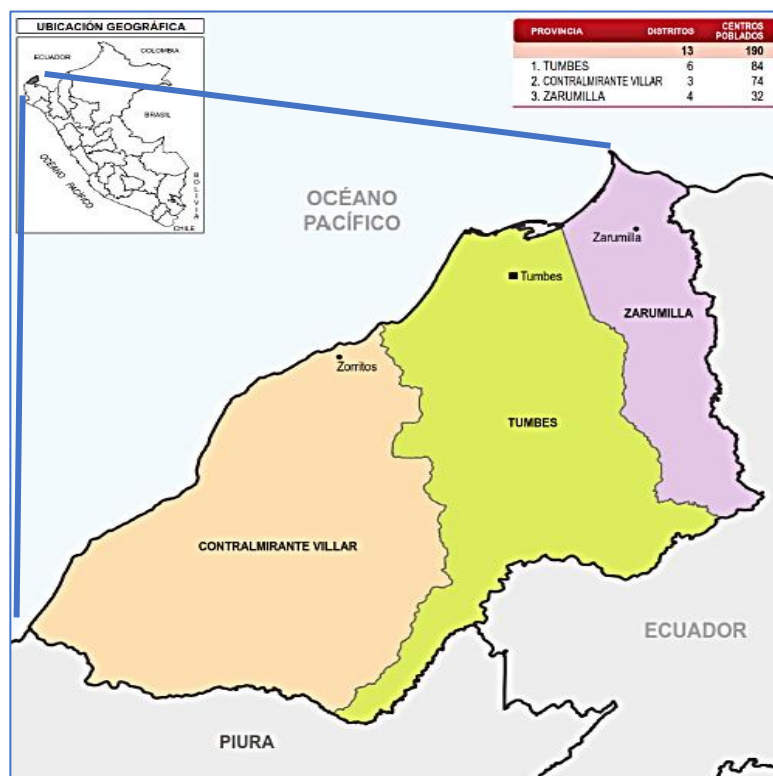 UBICACIÓN GEOGRÁFICA
ECUADOR
COLOMBIA
BRASIL
OCÉANO PACÍFICO
BOLIVIA
CHILE
PROVINCIA DISTRITOS CENTROS POBLADOS
13 190
1. TUMBES 6 84
2. CONTRALMIRANTE VILLAR 3 74
3. ZARUMILLA 4 32
OCÉANO
PACÍFICO
Zarumilla
Tumbes
ZARUMILLA
Zorritos
TUMBES
CONTRALMIRANTE VILLAR
ECUADOR
PIURA